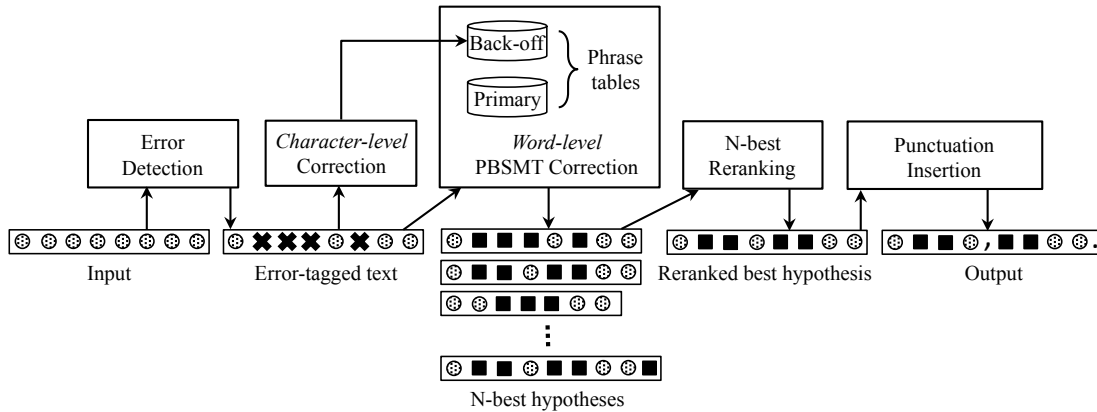 Back-off
Primary
Phrase
tables
Error
Detection
Character-level
Correction
Word-level
PBSMT Correction
N-best
Reranking
Punctuation
Insertion
, .
Input
Error-tagged text
Reranked best hypothesis
Output
N-best hypotheses